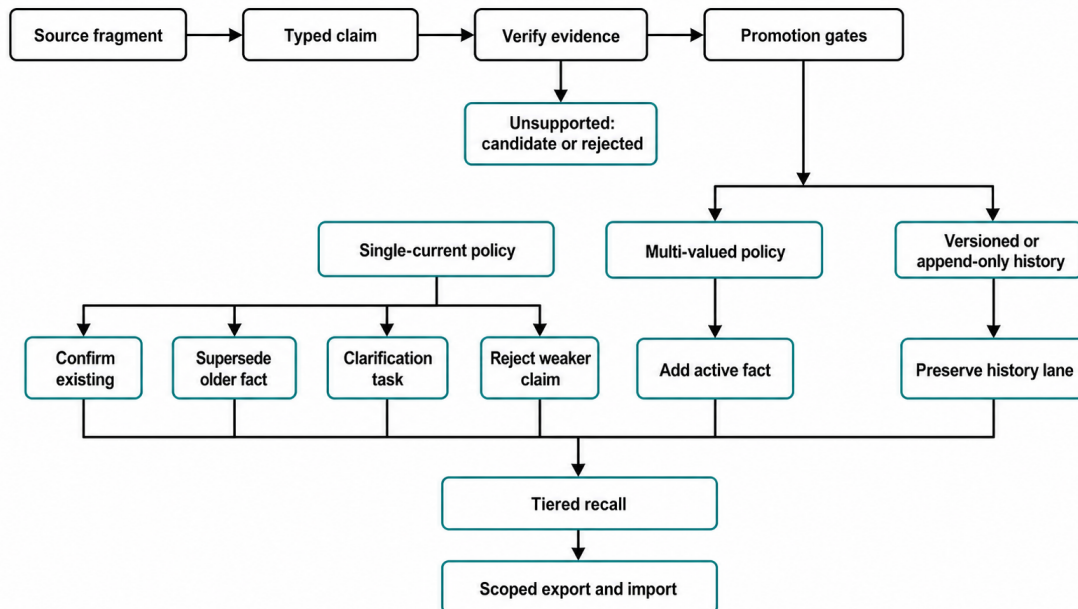 Source fragment
Typed claim
Verify evidence
Promotion gates
Unsupported:
candidate or rejected
Single-current policy
Multi-valued policy
Versioned or
append-only history
Confirm
existing
Supersede
older fact
Clarification
task
Reject weaker
claim
Add active fact
Preserve history lane
Tiered recall
Scoped export and import